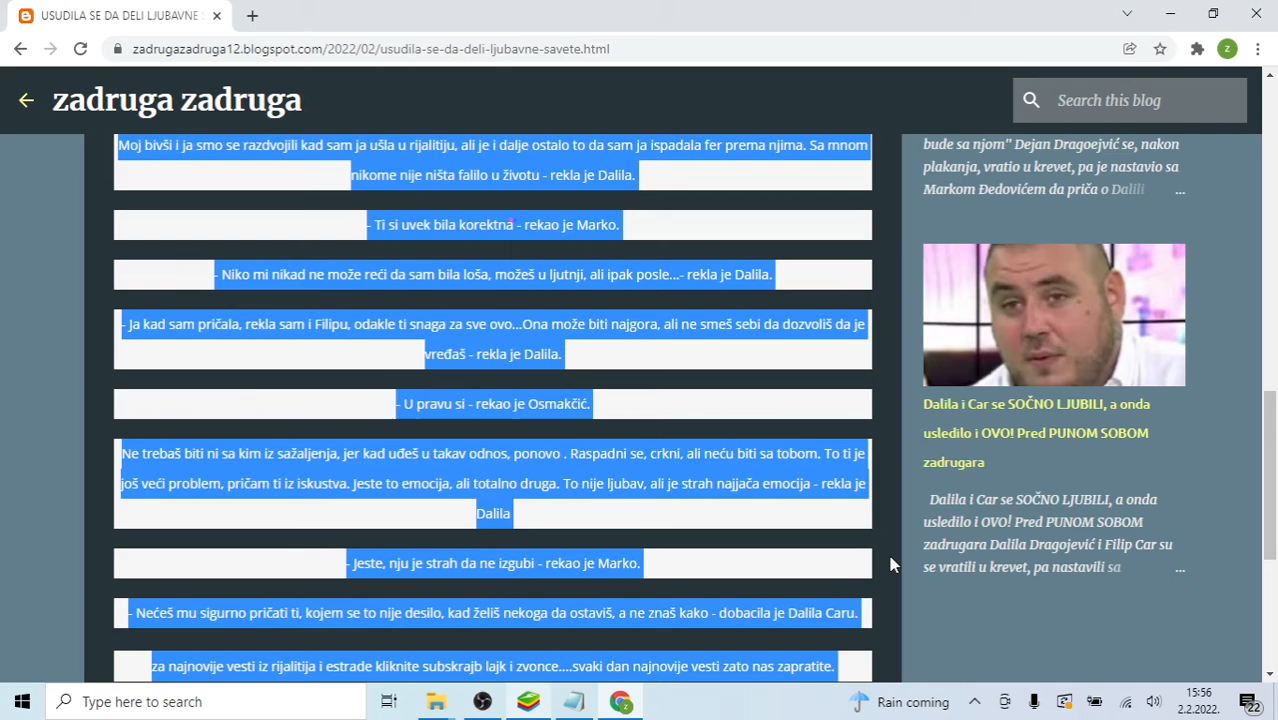 USUDILA SE DA DELI LJUBAVNE S
zadrugazadruga12.blogspot.com/2022/02/usudila-se-da-deli-ljubavne-savete.html
z
zadruga zadruga
Search this blog
Moj bivši i ja smo se razdvojili kad sam ja ušla u rijalitiju, ali je i dalje ostalo to da sam ja ispadala fer prema njima. Sa mnom
nikome nije ništa falilo u životu - rekla je Dalila.
- Ti si uvek bila korektna - rekao je Marko.
- Niko mi nikad ne može reći da sam bila loša, možeš u ljutnji, ali ipak posle...- rekla je Dalila.
- Ja kad sam pričala, rekla sam i Filipu, odakle ti snaga za sve ovo...Ona može biti najgora, ali ne smeš sebi da dozvoliš da je
vređaš - rekla je Dalila.
- U pravu si - rekao je Osmakčić.
Ne trebaš biti ni sa kim iz sažaljenja, jer kad uđeš u takav odnos, ponovo . Raspadni se, crkni, ali neću biti sa tobom. To ti je
još veći problem, pričam ti iz iskustva. Jeste to emocija, ali totalno druga. To nije ljubav, ali je strah najjača emocija - rekla je
Dalila
- Jeste, nju je strah da ne izgubi - rekao je Marko.
- Nećeš mu sigurno pričati ti, kojem se to nije desilo, kad želiš nekoga da ostaviš, a ne znaš kako - dobacila je Dalila Caru.
za najnovije vesti iz rijalitija i estrade kliknite subskrajb lajk i zvonce....svaki dan najnovije vesti zato nas zapratite.
bude sa njom" Dejan Dragoejvić se, nakon
plakanja, vratio u krevet, pa je nastavio sa
Markom Đedovićem da priča o Dalili ...
Dalila i Car se SOČNO LJUBILI, a onda
usledilo i OVO! Pred PUNOM SOBOM
zadrugara
Dalila i Car se SOČNO LJUBILI, a onda
usledilo i OVO! Pred PUNOM SOBOM
zadrugara Dalila Dragojević i Filip Car su
se vratili u krevet, pa nastavili sa ...
Type here to search
z
Rain coming
15:56
2.2.2022.
22